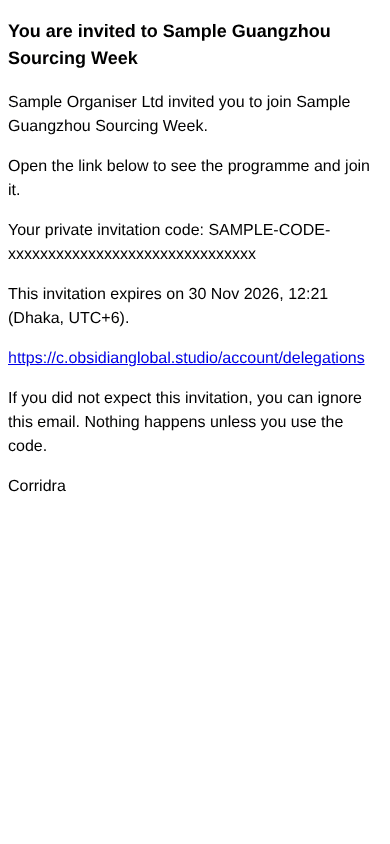 You are invited to Sample Guangzhou
Sourcing Week
Sample Organiser Ltd invited you to join Sample
Guangzhou Sourcing Week.
Open the link below to see the programme and join
it.
Your private invitation code: SAMPLE-CODE-
xxxxxxxxxxxxxxxxxxxxxxxxxxxxxxx
This invitation expires on 30 Nov 2026, 12:21
(Dhaka, UTC+6).
https://c.obsidianglobal.studio/account/delegations
If you did not expect this invitation, you can ignore
this email. Nothing happens unless you use the
code.
Corridra